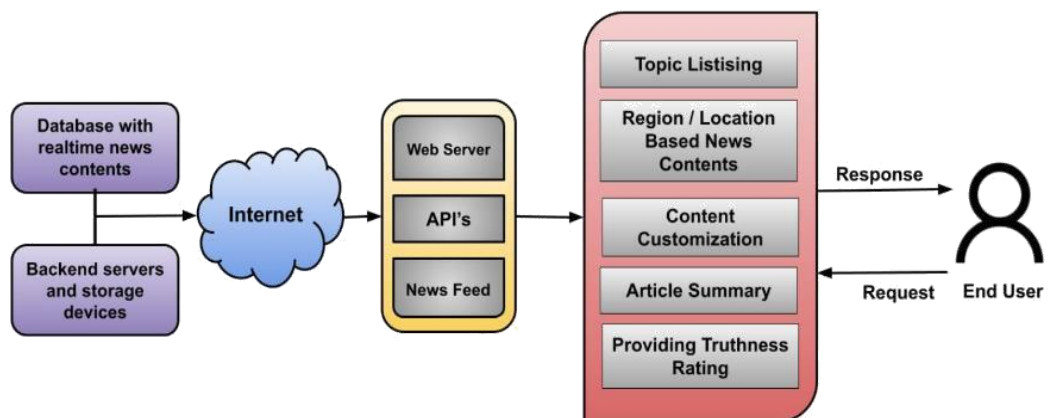 Database with
realtime news
contents
Backend servers
and storage
devices
Internet
Web Server
API's
News Feed
Topic Listising
Region / Location
Based News
Contents
Content
Customization
Article Summary
Providing Truthness
Rating
Response
Request
End User